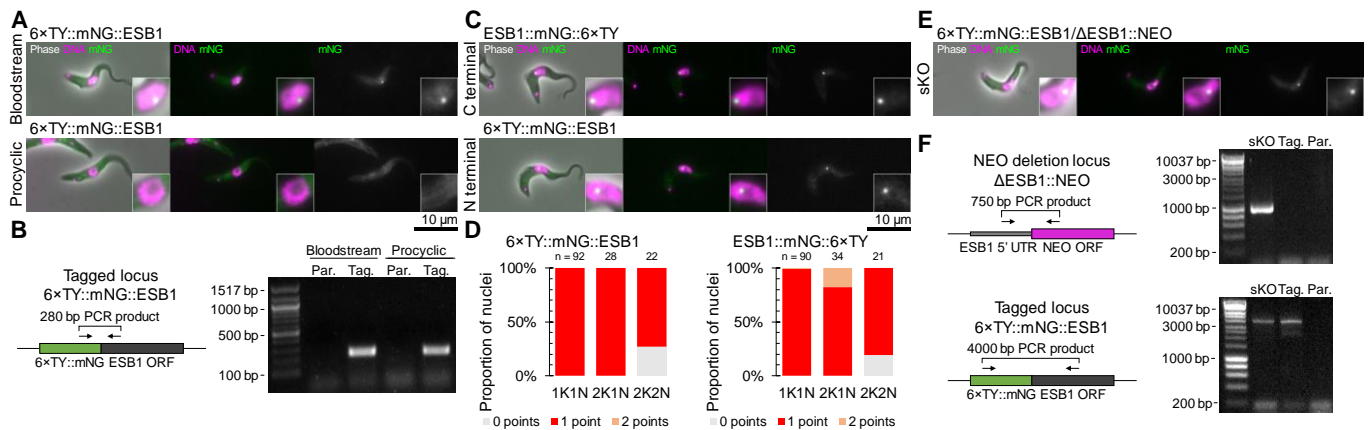 A
6×TY::mNG::ESB1
Bloodstream
Phase DNA mNG
DNA mNG
mNG
6×TY::mNG::ESB1
Procyclic
B
Tagged locus
6×TY::mNG::ESB1
280 bp PCR product
6×TY::mNG ESB1 ORF
Bloodstream Procyclic
Par. Tag. Par. Tag.
1517 bp
1000 bp
500 bp
100 bp
C
ESB1::mNG::6×TY
C terminal
Phase DNA mNG
DNA mNG
mNG
6×TY::mNG::ESB1
N terminal
10 µm
10 µm
D
6×TY::mNG::ESB1
n = 92 28 22
Proportion of nuclei
100%
50%
0%
1K1N 2K1N 2K2N
0 points 1 point 2 points
ESB1::mNG::6×TY
n = 90 34 21
Proportion of nuclei
100%
50%
0%
1K1N 2K1N 2K2N
0 points 1 point 2 points
E
6×TY::mNG::ESB1/ΔESB1::NEO
sKO
Phase DNA mNG
DNA mNG
mNG
F
NEO deletion locus
ΔESB1::NEO
750 bp PCR product
ESB1 5' UTR NEO ORF
sKO Tag. Par.
10037 bp
3000 bp
1000 bp
200 bp
Tagged locus
6×TY::mNG::ESB1
4000 bp PCR product
6×TY::mNG ESB1 ORF
sKO Tag. Par.
10037 bp
3000 bp
1000 bp
200 bp